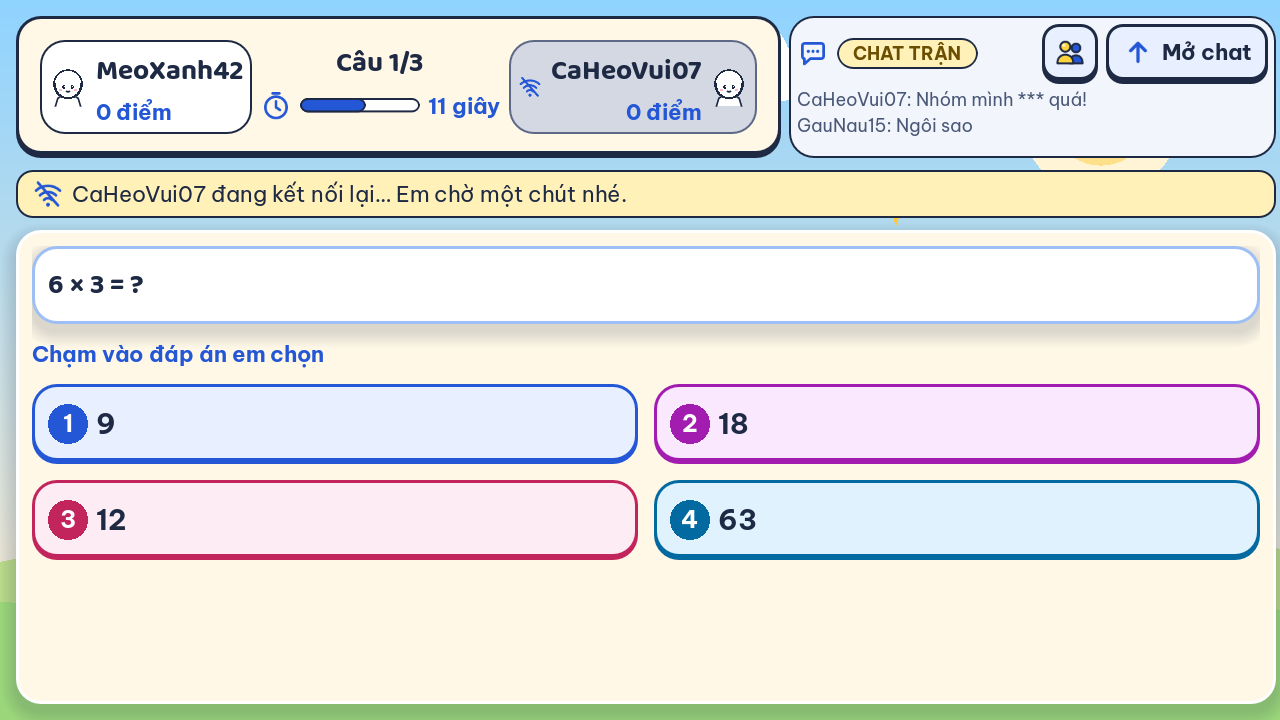 MeoXanh42
0 điểm
Câu 1/3
11 giây
CaHeoVui07
0 điểm
CHAT TRẬN
Mở chat
CaHeoVui07: Nhóm mình *** quá!
GauNau15: Ngôi sao
CaHeoVui07 đang kết nối lại... Em chờ một chút nhé.
6 × 3 = ?
Chạm vào đáp án em chọn
1 9
2 18
3 12
4 63